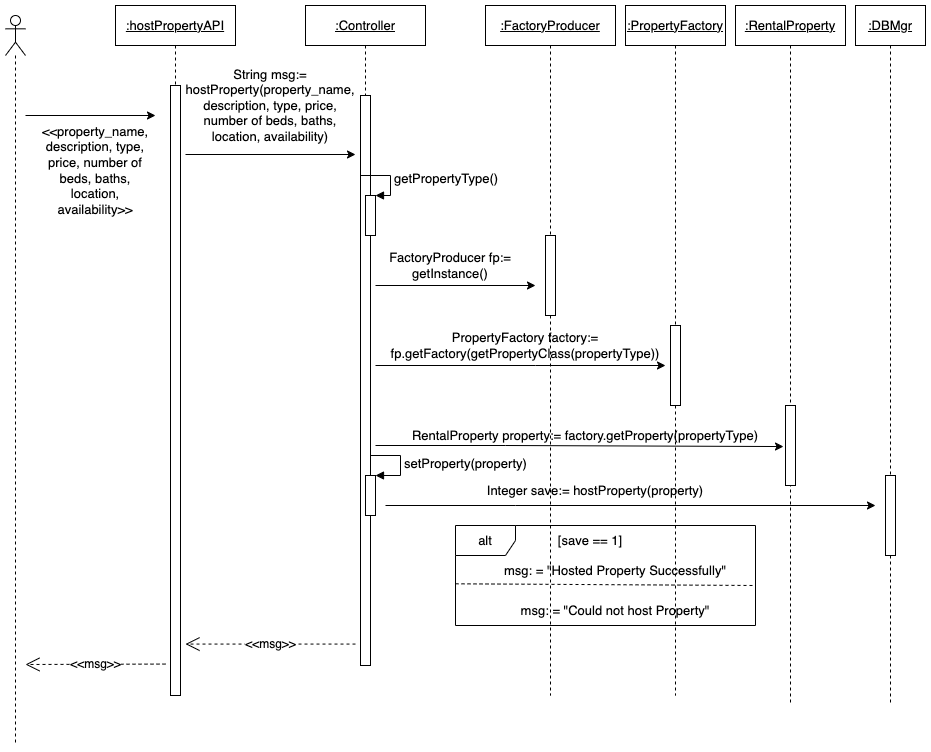 :hostPropertyAPI
:Controller
:FactoryProducer
:PropertyFactory
:RentalProperty
:DBMgr
String msg:=
hostProperty(property_name,
description, type, price,
number of beds, baths,
location, availability)
<<property_name,
description, type,
price, number of
beds, baths,
location,
availability>>
getPropertyType()
FactoryProducer fp:=
getInstance()
PropertyFactory factory:=
fp.getFactory(getPropertyClass(propertyType))
RentalProperty property:= factory.getProperty(propertyType)
setProperty(property)
Integer save:= hostProperty(property)
alt
[save == 1]
msg: = "Hosted Property Successfully"
msg: = "Could not host Property"
<<msg>>
<<msg>>